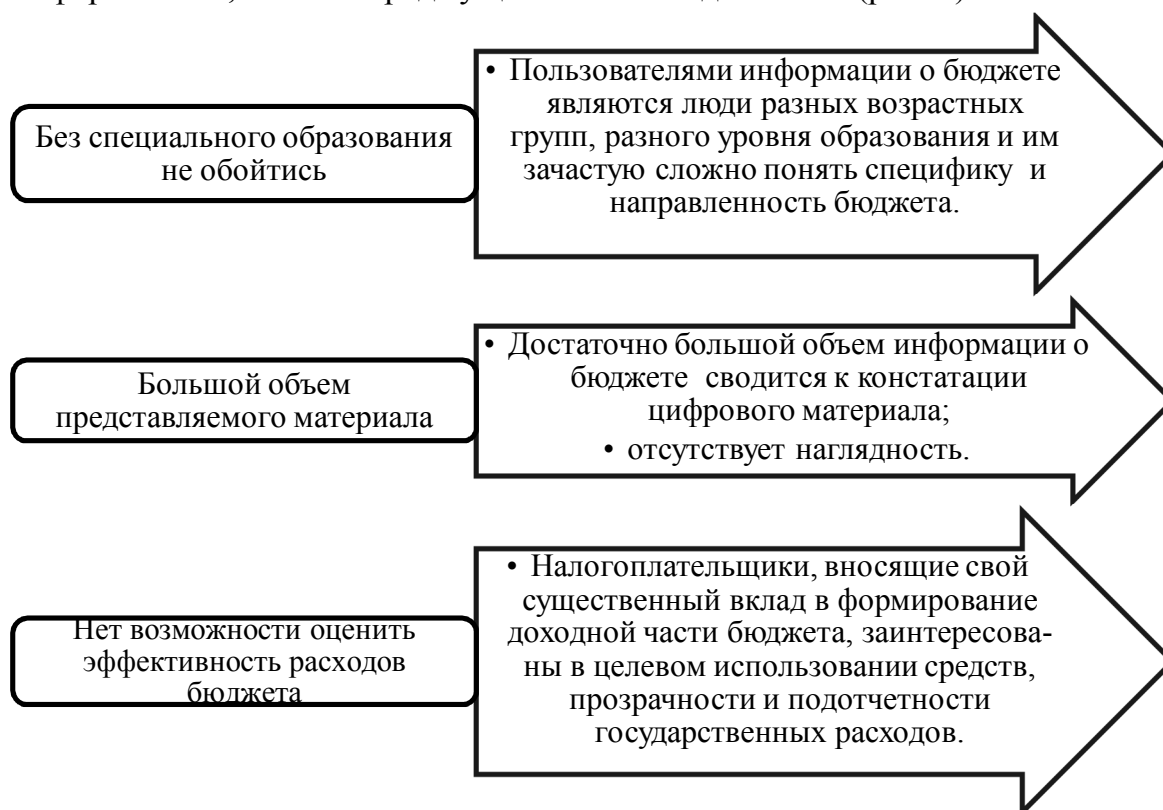 Без специального образования
не обойтись
• Пользователями информации о бюджете
являются люди разных возрастных
групп, разного уровня образования и им
зачастую сложно понять специфику и
направленность бюджета.
Большой объем
представляемого материала
• Достаточно большой объем информации о
бюджете сводится к констатации
цифрового материала;
• отсутствует наглядность.
Нет возможности оценить
эффективность расходов
бюджета
• Налогоплательщики, вносящие свой
существенный вклад в формирование
доходной части бюджета, заинтересова-
ны в целевом использовании средств,
прозрачности и подотчетности
государственных расходов.